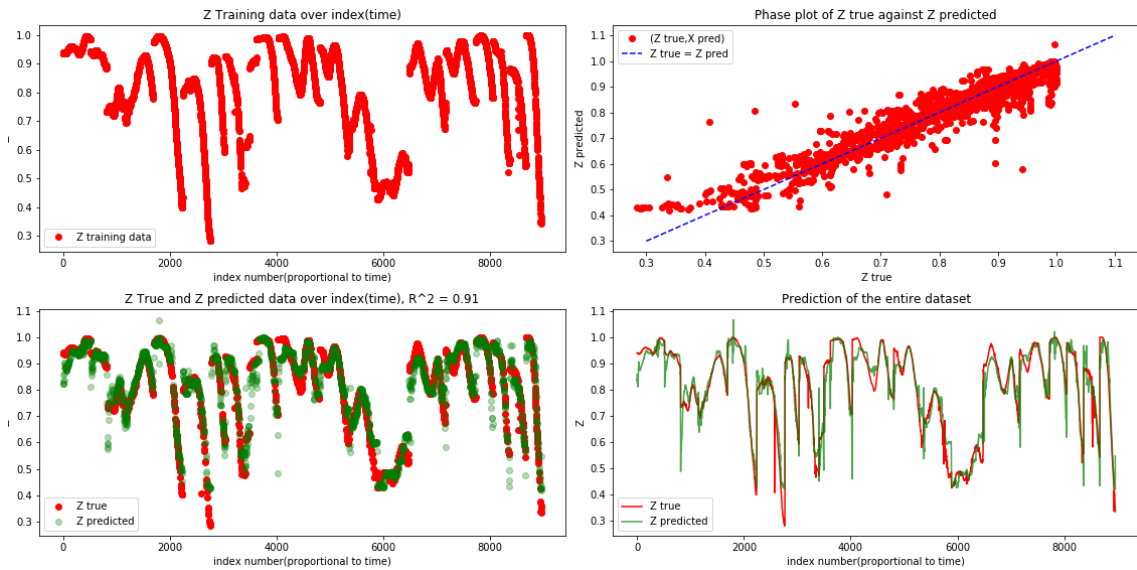 Z Training data over index(time)
1.0
0.9
0.8
0.7
0.6
0.5
0.4
0.3
Z training data
0 2000 4000 6000 8000
index number(proportional to time)
Phase plot of Z true against Z predicted
Z predicted
1.1
1.0
0.9
0.8
0.7
0.6
0.5
0.4
0.3
(Z true,X pred)
Z true = Z pred
0.3 0.4 0.5 0.6 0.7 0.8 0.9 1.0 1.1
Z true
Z True and Z predicted data over index(time), R^2 = 0.91
1.1
1.0
0.9
0.8
0.7
0.6
0.5
0.4
0.3
Z true
Z predicted
0 2000 4000 6000 8000
index number(proportional to time)
Prediction of the entire dataset
Z
1.1
1.0
0.9
0.8
0.7
0.6
0.5
0.4
0.3
Z true
Z predicted
0 2000 4000 6000 8000
index number(proportional to time)